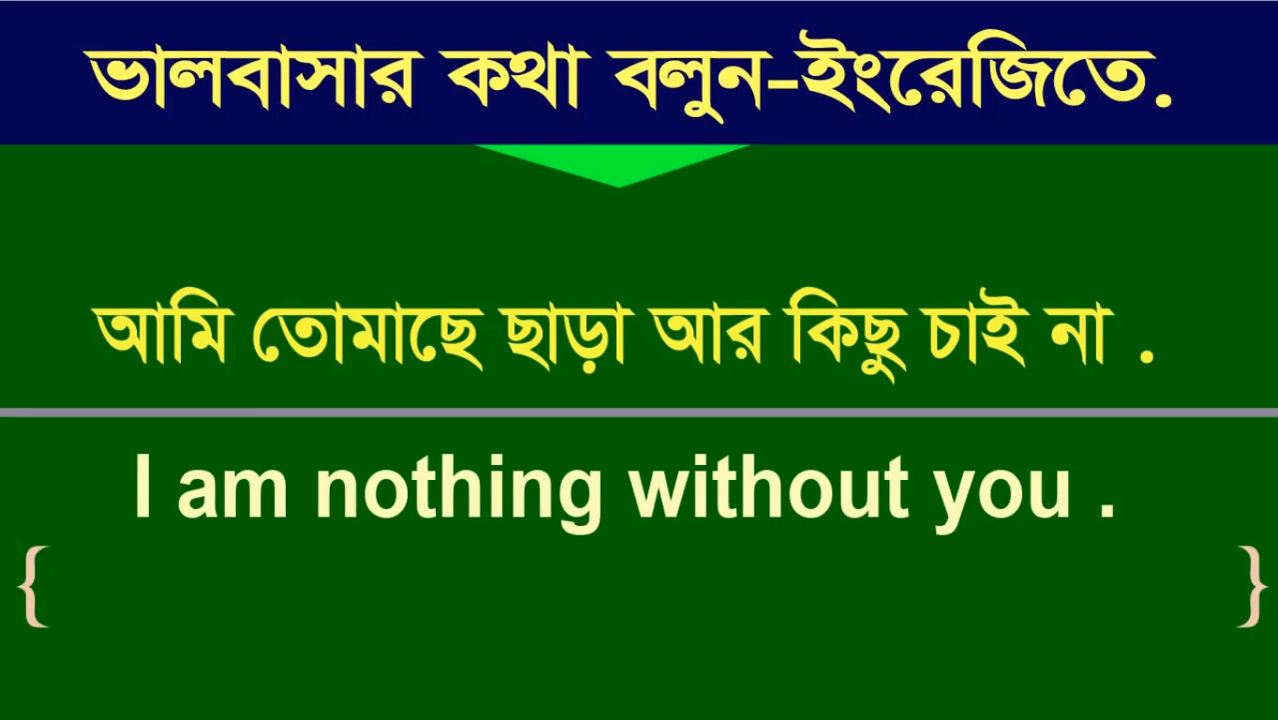 ভালবাসার কথা বলুন-ইংরেজিতে.
আমি তোমাছে ছাড়া আর কিছু চাই না .
I am nothing without you .
{ }